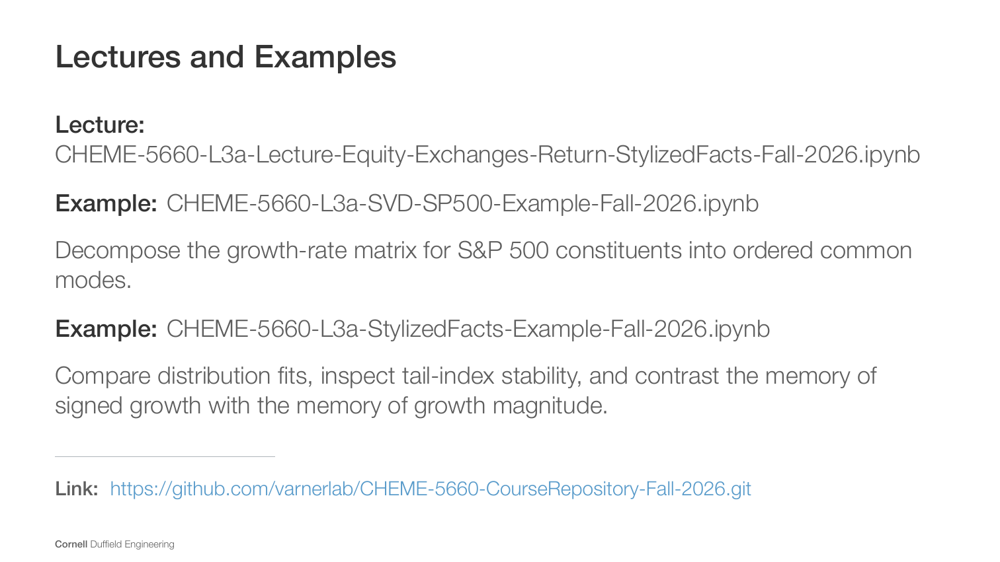 Lectures and Examples
Lecture:
CHEME-5660-L3a-Lecture-Equity-Exchanges-Return-StylizedFacts-Fall-2026.ipynb
Example: CHEME-5660-L3a-SVD-SP500-Example-Fall-2026.ipynb
Decompose the growth-rate matrix for S&P 500 constituents into ordered common
modes.
Example: CHEME-5660-L3a-StylizedFacts-Example-Fall-2026.ipynb
Compare distribution fits, inspect tail-index stability, and contrast the memory of
signed growth with the memory of growth magnitude.
Link: https://github.com/varnerlab/CHEME-5660-CourseRepository-Fall-2026.git
Cornell Duffield Engineering